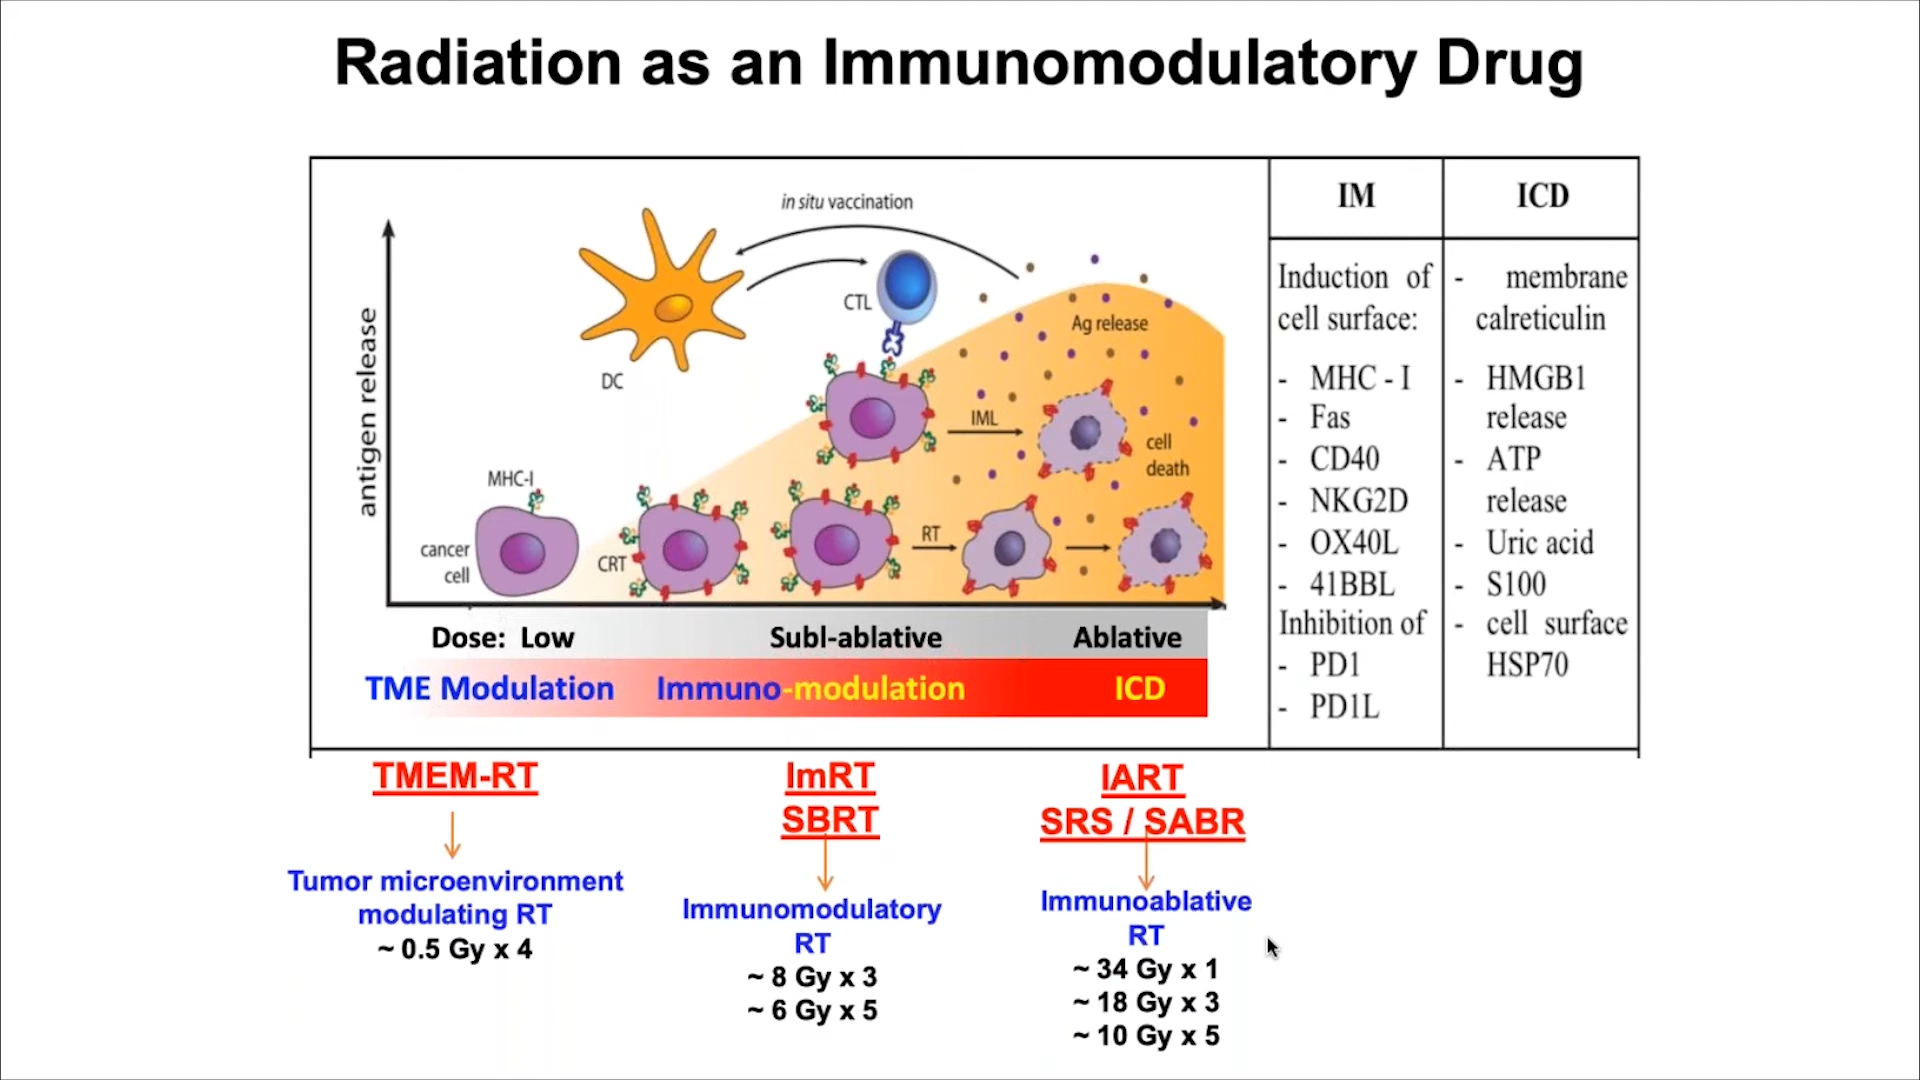 Radiation as an Immunomodulatory Drug
in situ vaccination
antigen release
DC
CTL
Ag release
IML
cell
death
MHC-I
cancer
cell
CRT
RT
Dose: Low
Subl-ablative
Ablative
TME Modulation
Immuno-modulation
ICD
IM
Induction of
cell surface:
- MHC - I
- Fas
- CD40
- NKG2D
- OX40L
- 41BBL
Inhibition of
- PD1
- PD1L
ICD
- membrane
calreticulin
- HMGB1
release
- ATP
release
- Uric acid
- S100
- cell surface
HSP70
TMEM-RT
Tumor microenvironment
modulating RT
~ 0.5 Gy x 4
ImRT
SBRT
Immunomodulatory
RT
~ 8 Gy x 3
~ 6 Gy x 5
IART
SRS / SABR
Immunoablative
RT
~ 34 Gy x 1
~ 18 Gy x 3
~ 10 Gy x 5